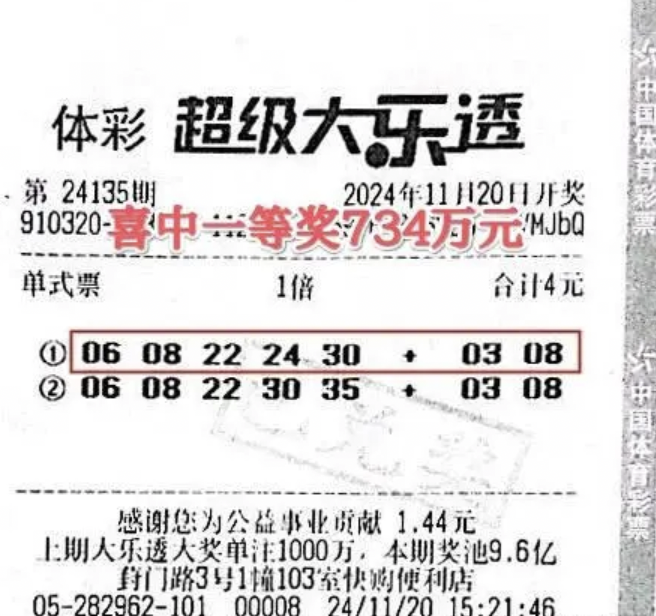 体彩 超级大乐透
第 24135期 2024年11月20日开奖
910320- MJbQ
喜中一等奖734万元
单式票 1倍 合计4元
① 06 08 22 24 30 + 03 08
② 06 08 22 30 35 + 03 08
感谢您为公益事业贡献 1.44元
上期大乐透大奖单注1000万，本期奖池9.6亿
葑门路3号1幢103室快购便利店
05-282962-101 00008 24/11/20 15:21:46
中国体育彩票
中国体育彩票